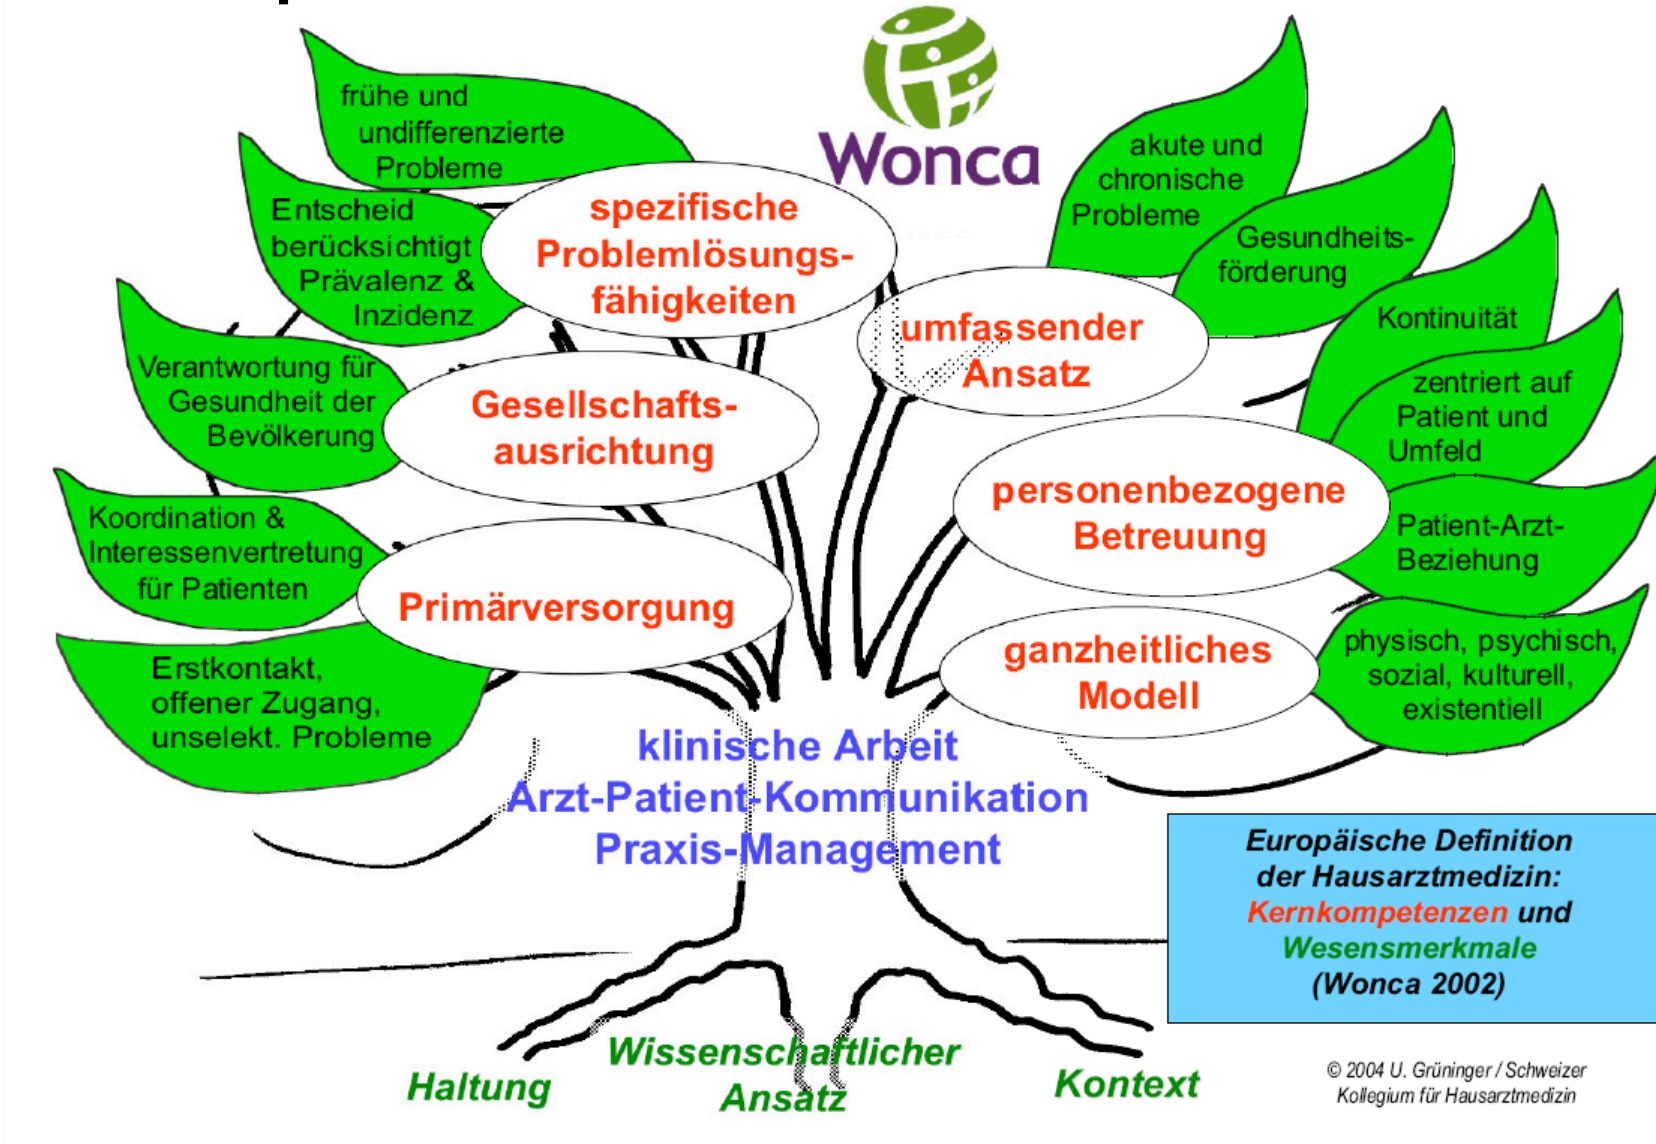 Wonca
frühe und
undifferenzierte
Probleme
Entscheid
berücksichtigt
Prävalenz &
Inzidenz
Verantwortung für
Gesundheit der
Bevölkerung
Koordination &
Interessenvertretung
für Patienten
Erstkontakt,
offener Zugang,
unselekt. Probleme
spezifische
Problemlösungs-
fähigkeiten
Gesellschafts-
ausrichtung
Primärversorgung
umfassender
Ansatz
personenbezogene
Betreuung
ganzheitliches
Modell
akute und
chronische
Probleme
Gesundheits-
förderung
Kontinuität
zentriert auf
Patient und
Umfeld
Patient-Arzt-
Beziehung
physisch, psychisch,
sozial, kulturell,
existentiell
klinische Arbeit
Arzt-Patient-Kommunikation
Praxis-Management
Europäische Definition
der Hausarztmedizin:
Kernkompetenzen und
Wesensmerkmale
(Wonca 2002)
Haltung
Wissenschaftlicher
Ansatz
Kontext
© 2004 U. Grüninger / Schweizer
Kollegium für Hausarztmedizin